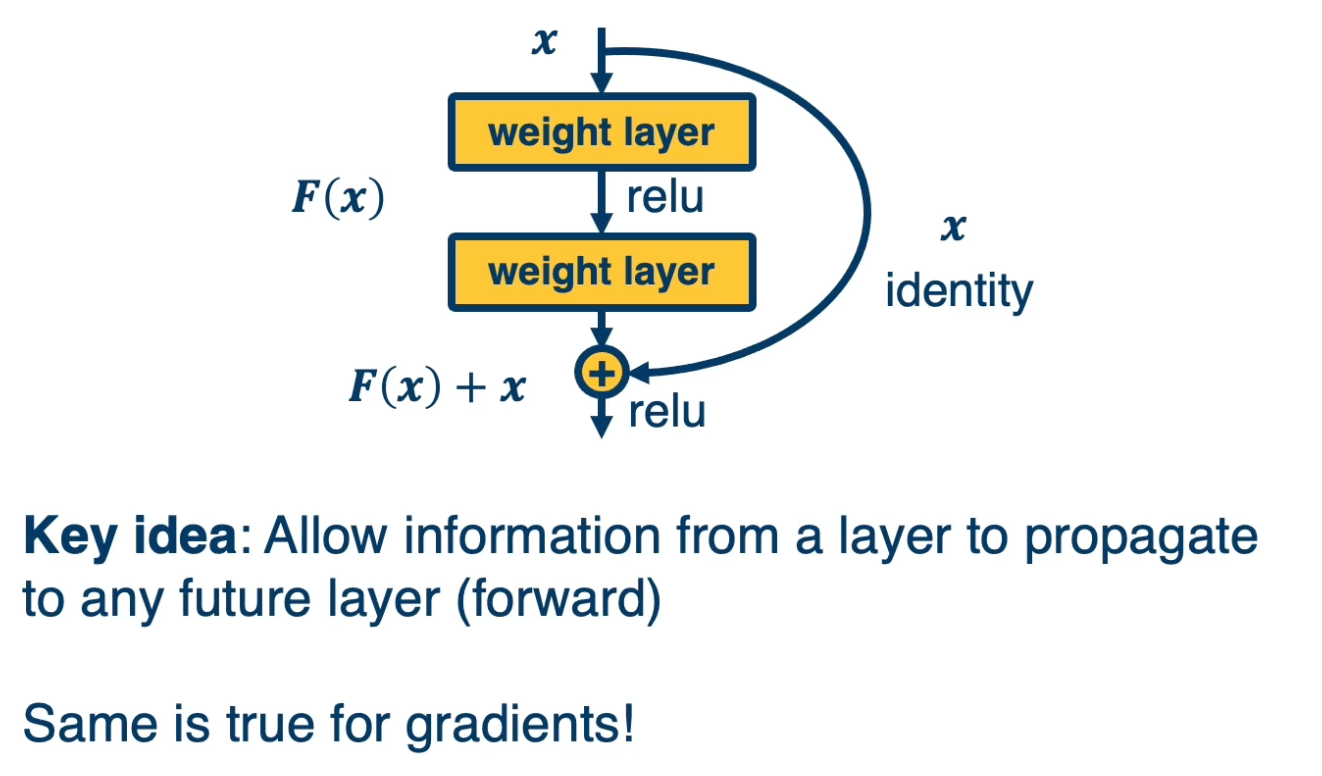 x
weight layer
F(x)
relu
x
weight layer
identity
+
F(x) + x
relu
Key idea: Allow information from a layer to propagate
to any future layer (forward)
Same is true for gradients!